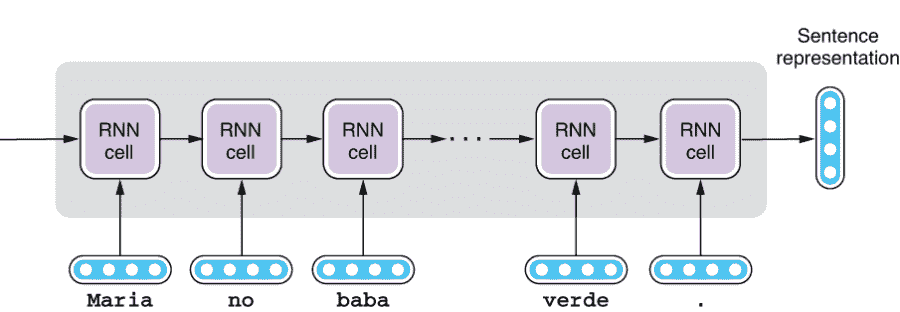 Sentence
representation
RNN
cell
RNN
cell
RNN
cell
...
RNN
cell
RNN
cell
Maria no baba verde .